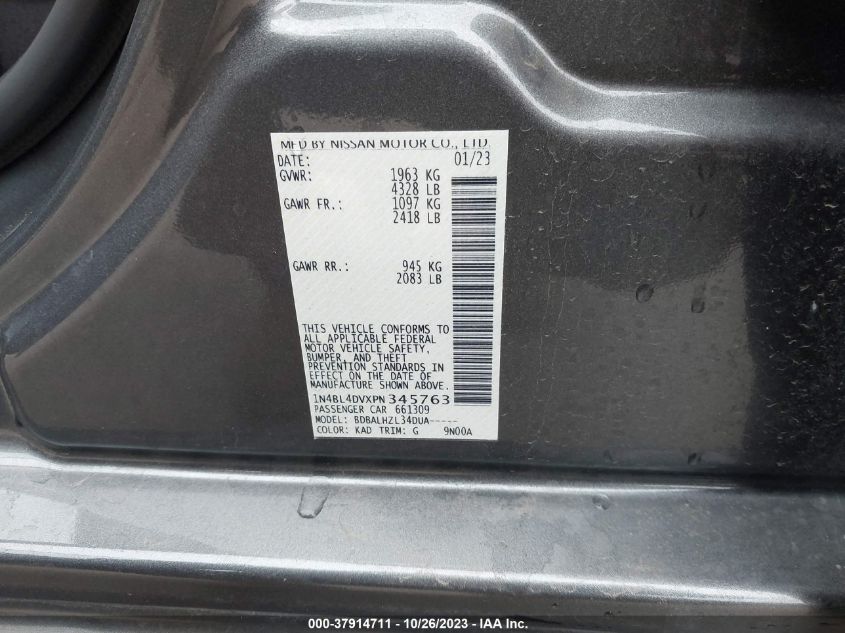 MFD BY NISSAN MOTOR CO., LTD.
DATE: 01/23
GVWR: 1963 KG
4328 LB
GAWR FR.: 1097 KG
2418 LB
GAWR RR.: 945 KG
2083 LB
THIS VEHICLE CONFORMS TO
ALL APPLICABLE FEDERAL
MOTOR VEHICLE SAFETY,
BUMPER, AND THEFT
PREVENTION STANDARDS IN
EFFECT ON THE DATE OF
MANUFACTURE SHOWN ABOVE.
1N4BL4DVXPN345763
PASSENGER CAR 661309
MODEL: BDBALHZL34DUA-----
COLOR: KAD TRIM: G 9N00A
000-37914711 - 10/26/2023 - IAA Inc.